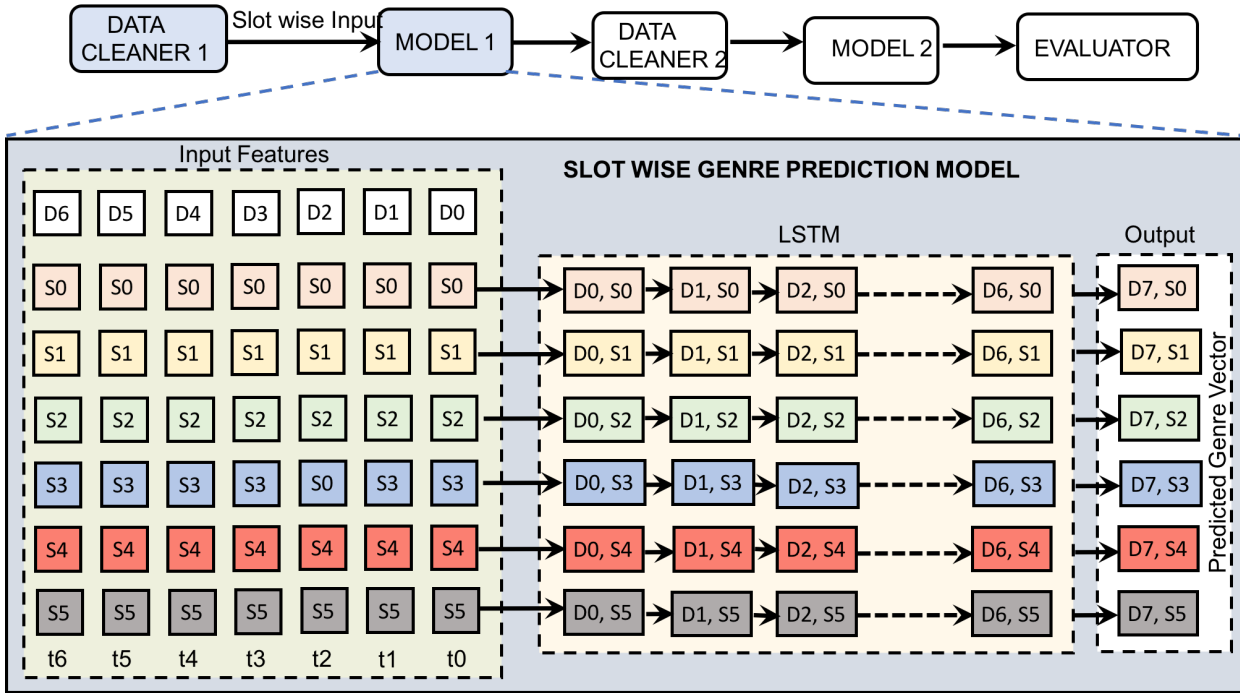 DATA
CLEANER 1
Slot wise Input
MODEL 1
DATA
CLEANER 2
MODEL 2
EVALUATOR
Input Features
SLOT WISE GENRE PREDICTION MODEL
D6 D5 D4 D3 D2 D1 D0
LSTM
Output
S0 S0 S0 S0 S0 S0 S0 D0, S0 D1, S0 D2, S0 D6, S0 D7, S0
S1 S1 S1 S1 S1 S1 S1 D0, S1 D1, S1 D2, S1 D6, S1 D7, S1
S2 S2 S2 S2 S2 S2 S2 D0, S2 D1, S2 D2, S2 D6, S2 D7, S2
S3 S3 S3 S3 S0 S3 S3 D0, S3 D1, S3 D2, S3 D6, S3 D7, S3
S4 S4 S4 S4 S4 S4 S4 D0, S4 D1, S4 D2, S4 D6, S4 D7, S4
S5 S5 S5 S5 S5 S5 S5 D0, S5 D1, S5 D2, S5 D6, S5 D7, S5
t6 t5 t4 t3 t2 t1 t0
Predicted Genre Vector